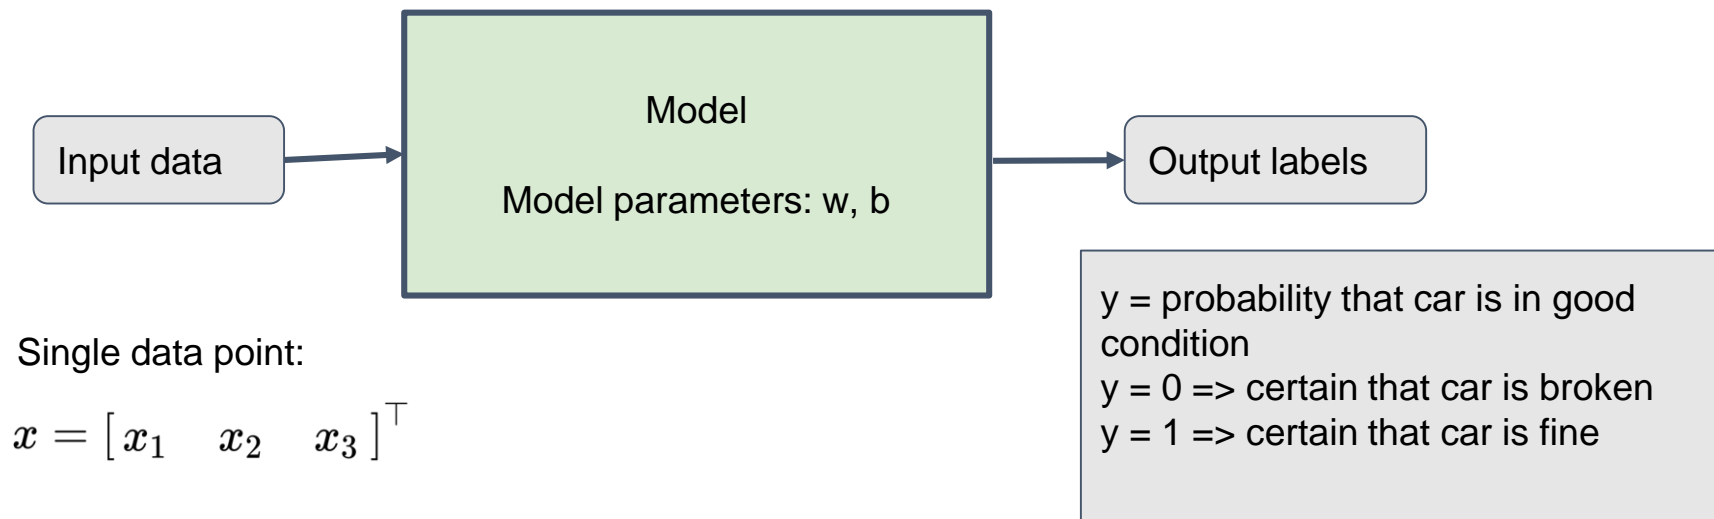 Model
Input data
Output labels
Model parameters: w, b
y = probability that car is in good
condition
y = 0 => certain that car is broken
y = 1 => certain that car is fine
Single data point:
x = [ x₁ x₂ x₃ ]^⊤